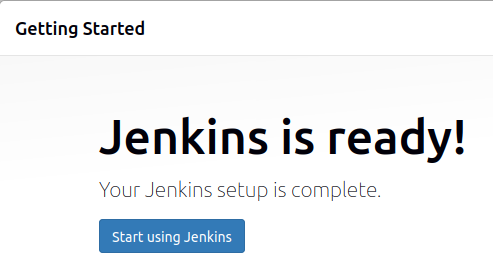 Getting Started
Jenkins is ready!
Your Jenkins setup is complete.
Start using Jenkins